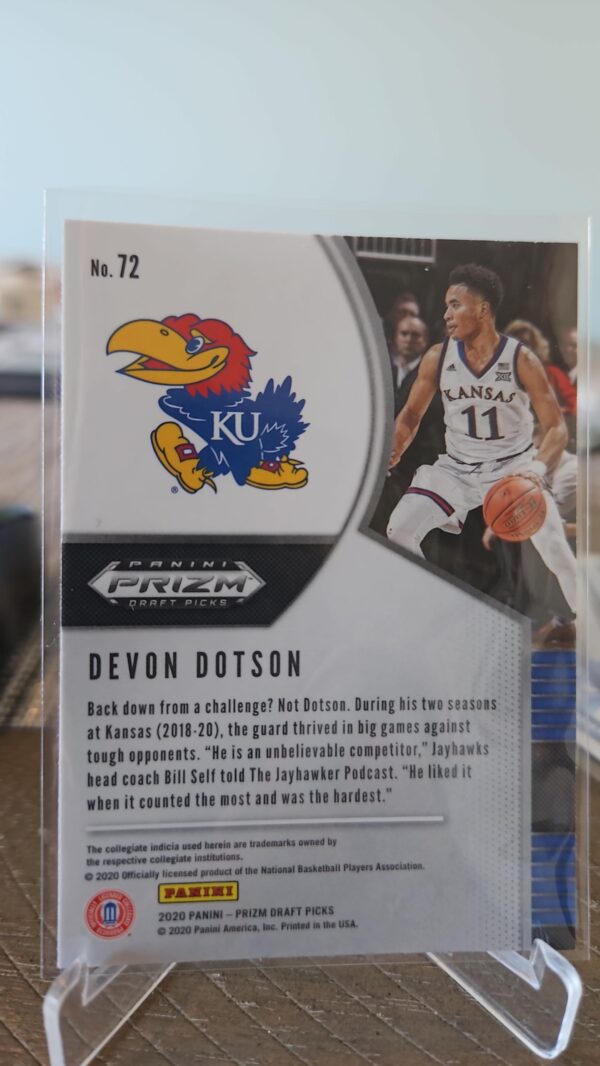 No. 72
KU
®
KANSAS
11
PANINI
PRIZM
DRAFT PICKS
DEVON DOTSON
Back down from a challenge? Not Dotson. During his two seasons
at Kansas (2018-20), the guard thrived in big games against
tough opponents. “He is an unbelievable competitor,” Jayhawks
head coach Bill Self told The Jayhawker Podcast. “He liked it
when it counted the most and was the hardest.”
The collegiate indicia used herein are trademarks owned by
the respective collegiate institutions.
© 2020 Officially licensed product of the National Basketball Players Association.
PANINI
2020 PANINI – PRIZM DRAFT PICKS
© 2020 Panini America, Inc. Printed in the USA.